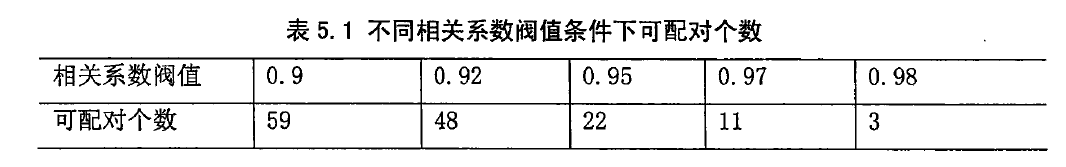 表 5.1 不同相关系数阀值条件下可配对个数
相关系数阀值 0.9 0.92 0.95 0.97 0.98
可配对个数 59 48 22 11 3